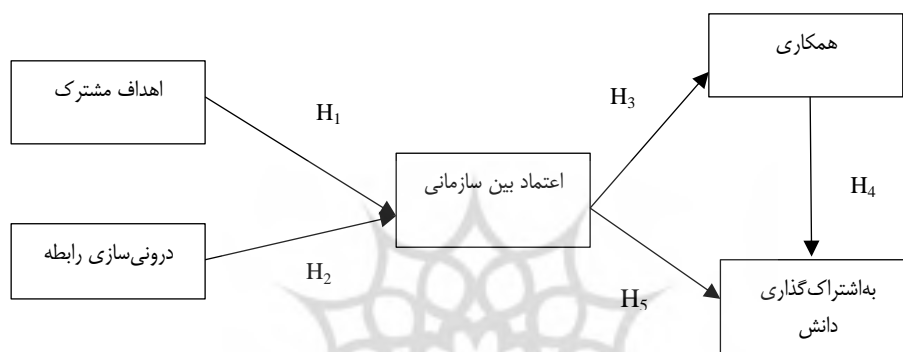 همکاری
اهداف مشترک
H₁
H₃
اعتماد بین سازمانی
H₄
درونی‌سازی رابطه
H₂
H₅
به‌اشتراک‌گذاری
دانش